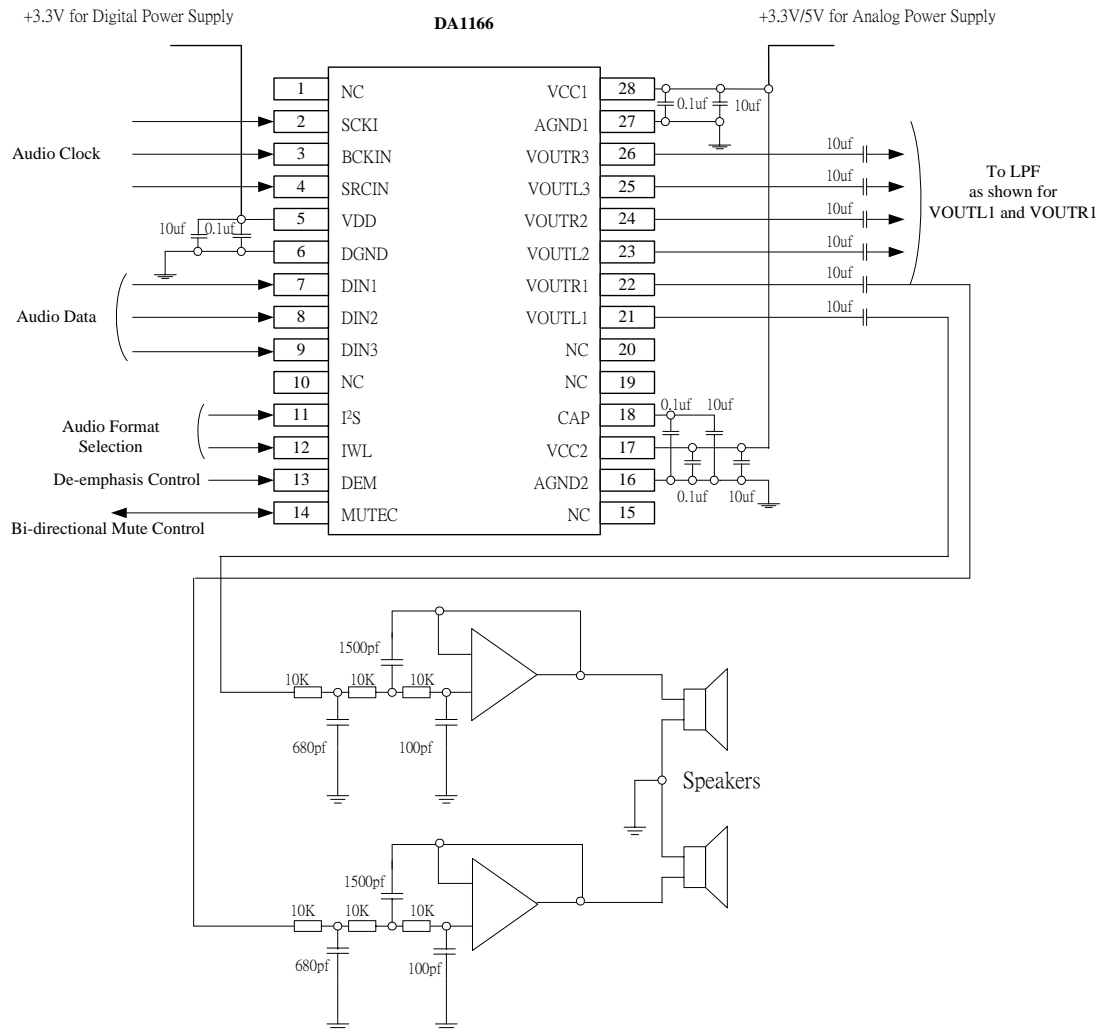 +3.3V for Digital Power Supply
DA1166
+3.3V/5V for Analog Power Supply
1
NC
VCC1
28
0.1uf
10uf
2
SCKI
AGND1
27
Audio Clock
3
BCKIN
VOUTR3
26
10uf
4
SRCIN
VOUTL3
25
10uf
To LPF
as shown for
VOUTL1 and VOUTR1
10uf
0.1uf
5
VDD
VOUTR2
24
10uf
6
DGND
VOUTL2
23
10uf
Audio Data
7
DIN1
VOUTR1
22
10uf
8
DIN2
VOUTL1
21
10uf
9
DIN3
NC
20
10
NC
NC
19
Audio Format
Selection
11
I²S
CAP
18
0.1uf
10uf
12
IWL
VCC2
17
De-emphasis Control
13
DEM
AGND2
16
0.1uf
10uf
Bi-directional Mute Control
14
MUTEC
NC
15
1500pf
10K
10K
10K
680pf
100pf
Speakers
1500pf
10K
10K
10K
680pf
100pf